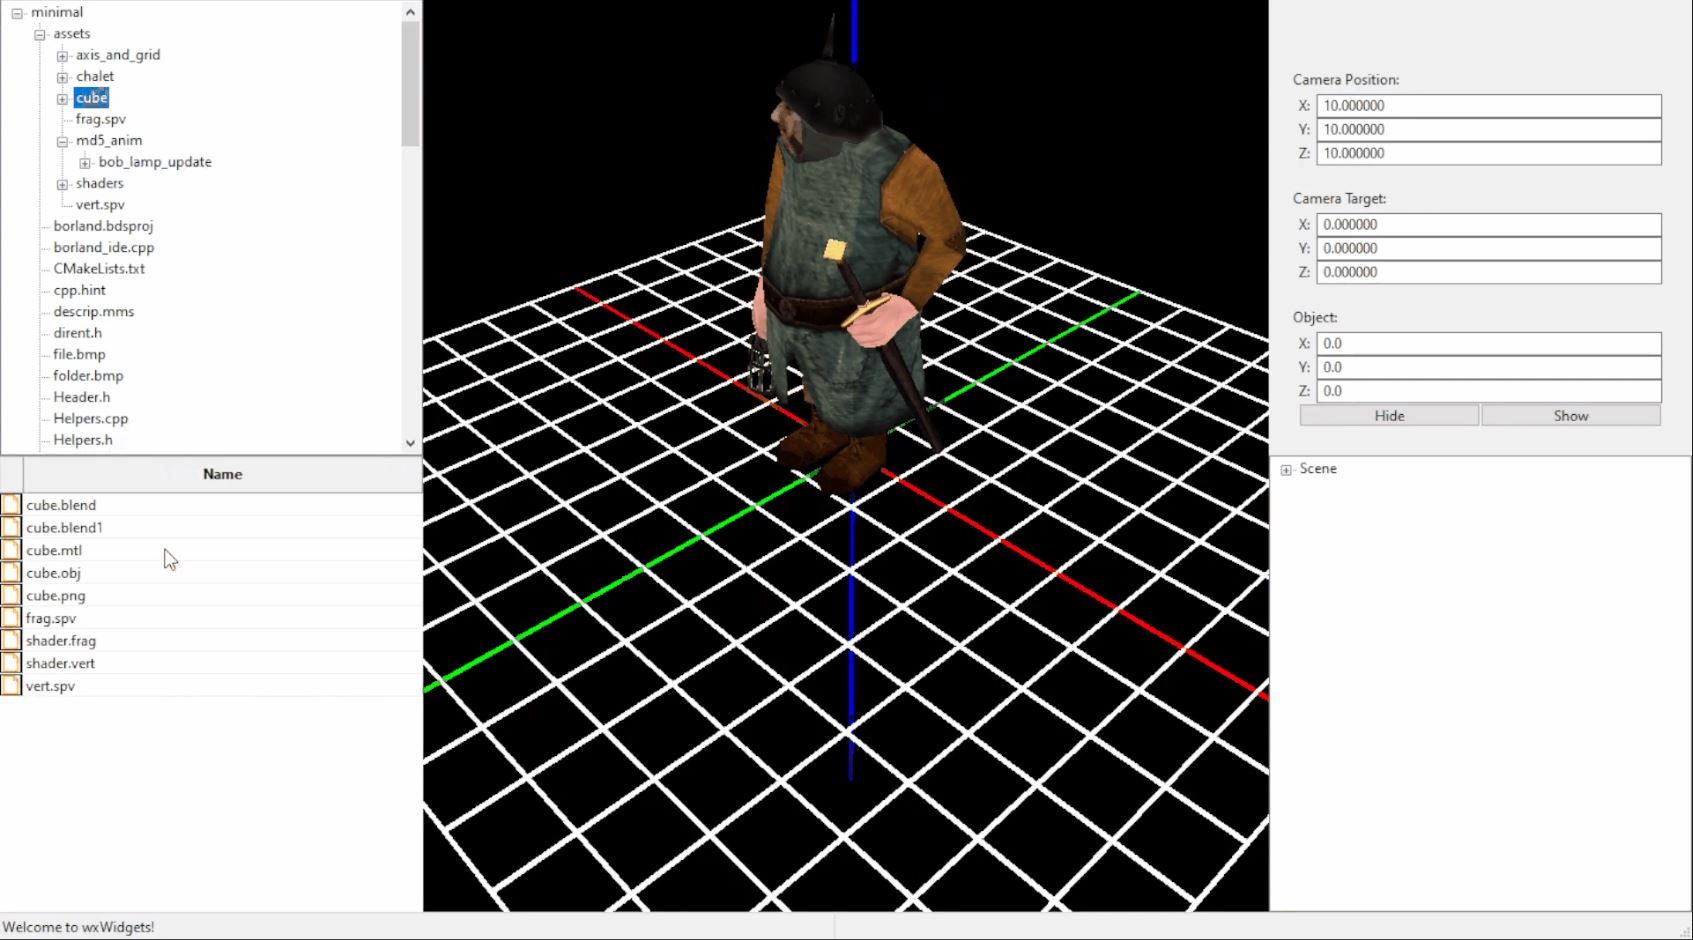 minimal
assets
axis_and_grid
chalet
cube
frag.spv
md5_anim
bob_lamp_update
shaders
vert.spv
borland.bdsproj
borland_ide.cpp
CMakeLists.txt
cpp.hint
descrip.mms
dirent.h
file.bmp
folder.bmp
Header.h
Helpers.cpp
Helpers.h
Name
cube.blend
cube.blend1
cube.mtl
cube.obj
cube.png
frag.spv
shader.frag
shader.vert
vert.spv
Camera Position:
X: 10.000000
Y: 10.000000
Z: 10.000000
Camera Target:
X: 0.000000
Y: 0.000000
Z: 0.000000
Object:
X: 0.0
Y: 0.0
Z: 0.0
Hide Show
Scene
Welcome to wxWidgets!